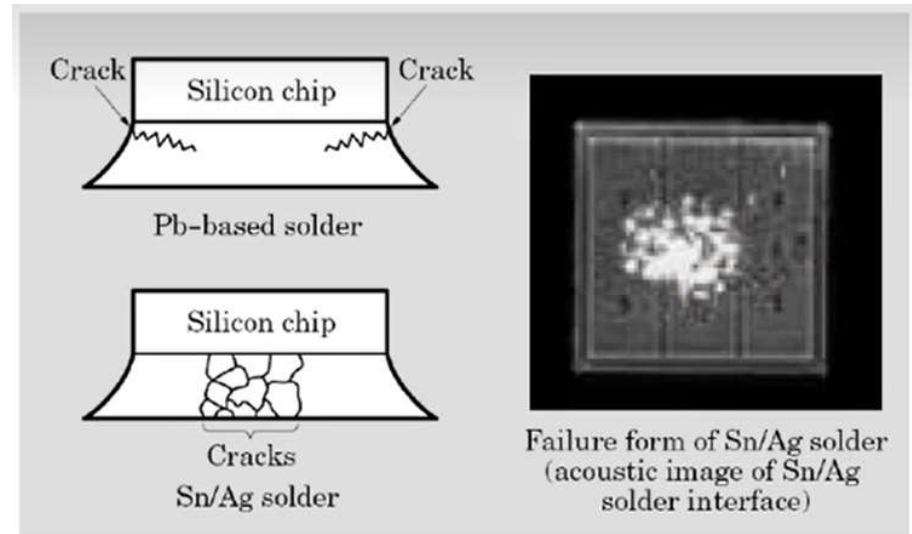 Crack
Crack
Silicon chip
Pb-based solder
Silicon chip
Cracks
Sn/Ag solder
Failure form of Sn/Ag solder
(acoustic image of Sn/Ag
solder interface)